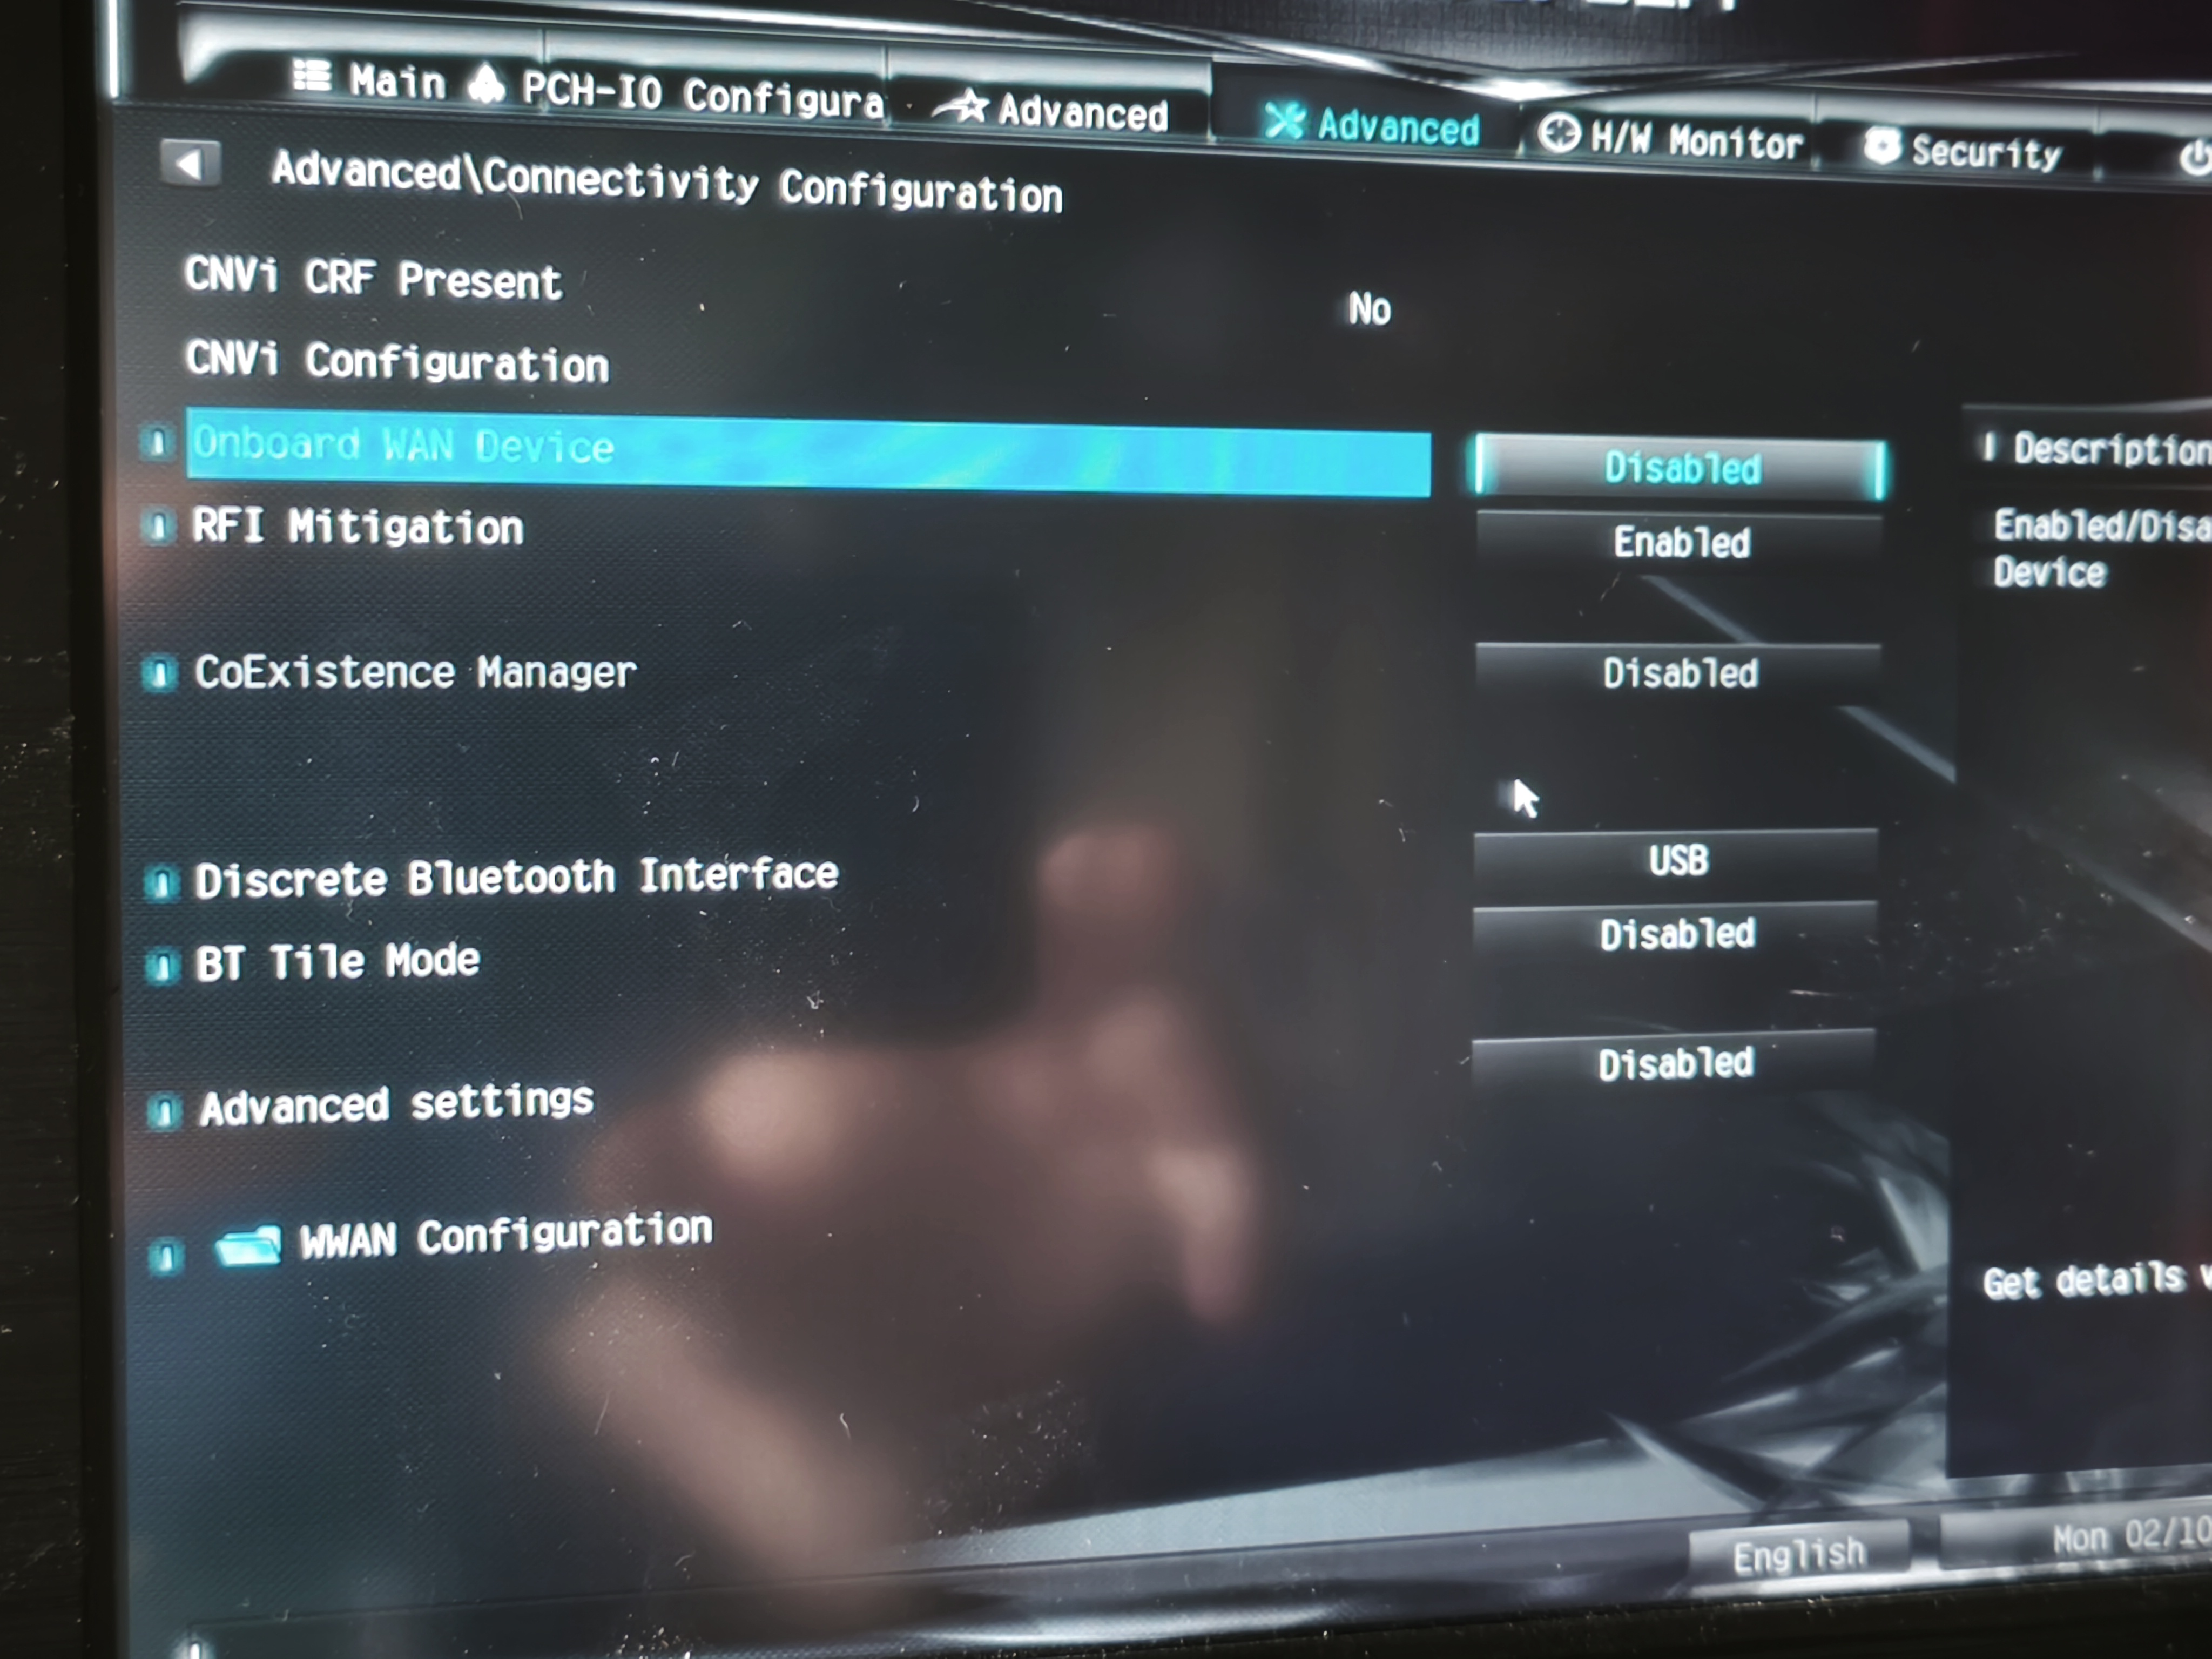 Main PCH-IO Configura Advanced Advanced H/W Monitor Security
Advanced\Connectivity Configuration
CNVi CRF Present No
CNVi Configuration
Onboard WAN Device Disabled
Description
RFI Mitigation Enabled
Enabled/Disa
Device
CoExistence Manager Disabled
Discrete Bluetooth Interface USB
BT Tile Mode Disabled
Advanced settings Disabled
WWAN Configuration
Get details
English Mon 02/10